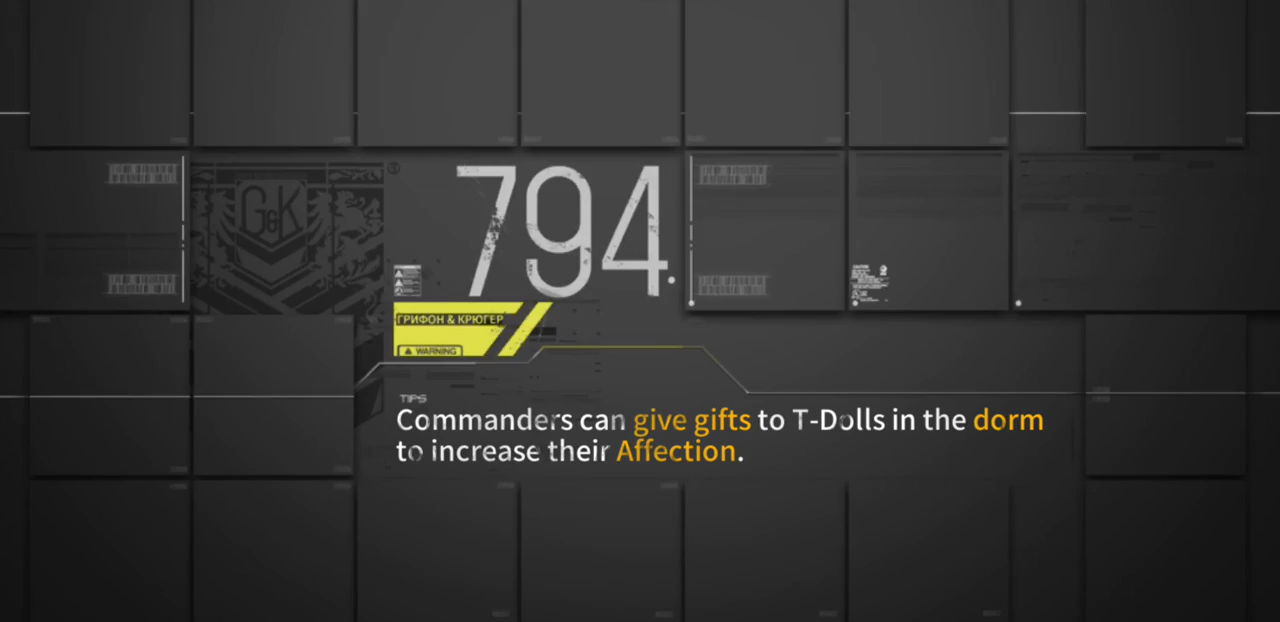 G&K
794.
ГРИФОН & КРЮГЕР
WARNING
TIPS
Commanders can give gifts to T-Dolls in the dorm
to increase their Affection.